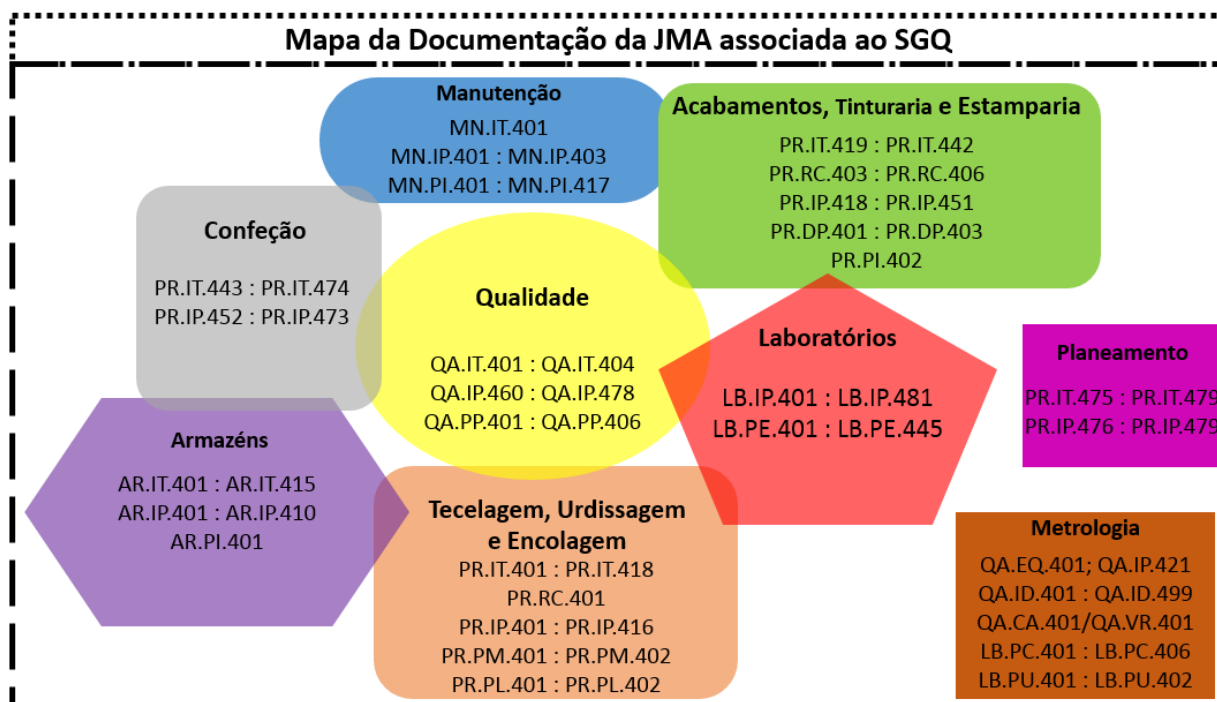 Mapa da Documentação da JMA associada ao SGQ
Manutenção
MN.IT.401
MN.IP.401 : MN.IP.403
MN.PI.401 : MN.PI.417
Acabamentos, Tinturaria e Estamparia
PR.IT.419 : PR.IT.442
PR.RC.403 : PR.RC.406
PR.IP.418 : PR.IP.451
PR.DP.401 : PR.DP.403
PR.PI.402
Confeção
PR.IT.443 : PR.IT.474
PR.IP.452 : PR.IP.473
Qualidade
QA.IT.401 : QA.IT.404
QA.IP.460 : QA.IP.478
QA.PP.401 : QA.PP.406
Laboratórios
LB.IP.401 : LB.IP.481
LB.PE.401 : LB.PE.445
Planeamento
PR.IT.475 : PR.IT.479
PR.IP.476 : PR.IP.479
Armazéns
AR.IT.401 : AR.IT.415
AR.IP.401 : AR.IP.410
AR.PI.401
Tecelagem, Urdissagem
e Encolagem
PR.IT.401 : PR.IT.418
PR.RC.401
PR.IP.401 : PR.IP.416
PR.PM.401 : PR.PM.402
PR.PL.401 : PR.PL.402
Metrologia
QA.EQ.401; QA.IP.421
QA.ID.401 : QA.ID.499
QA.CA.401/QA.VR.401
LB.PC.401 : LB.PC.406
LB.PU.401 : LB.PU.402